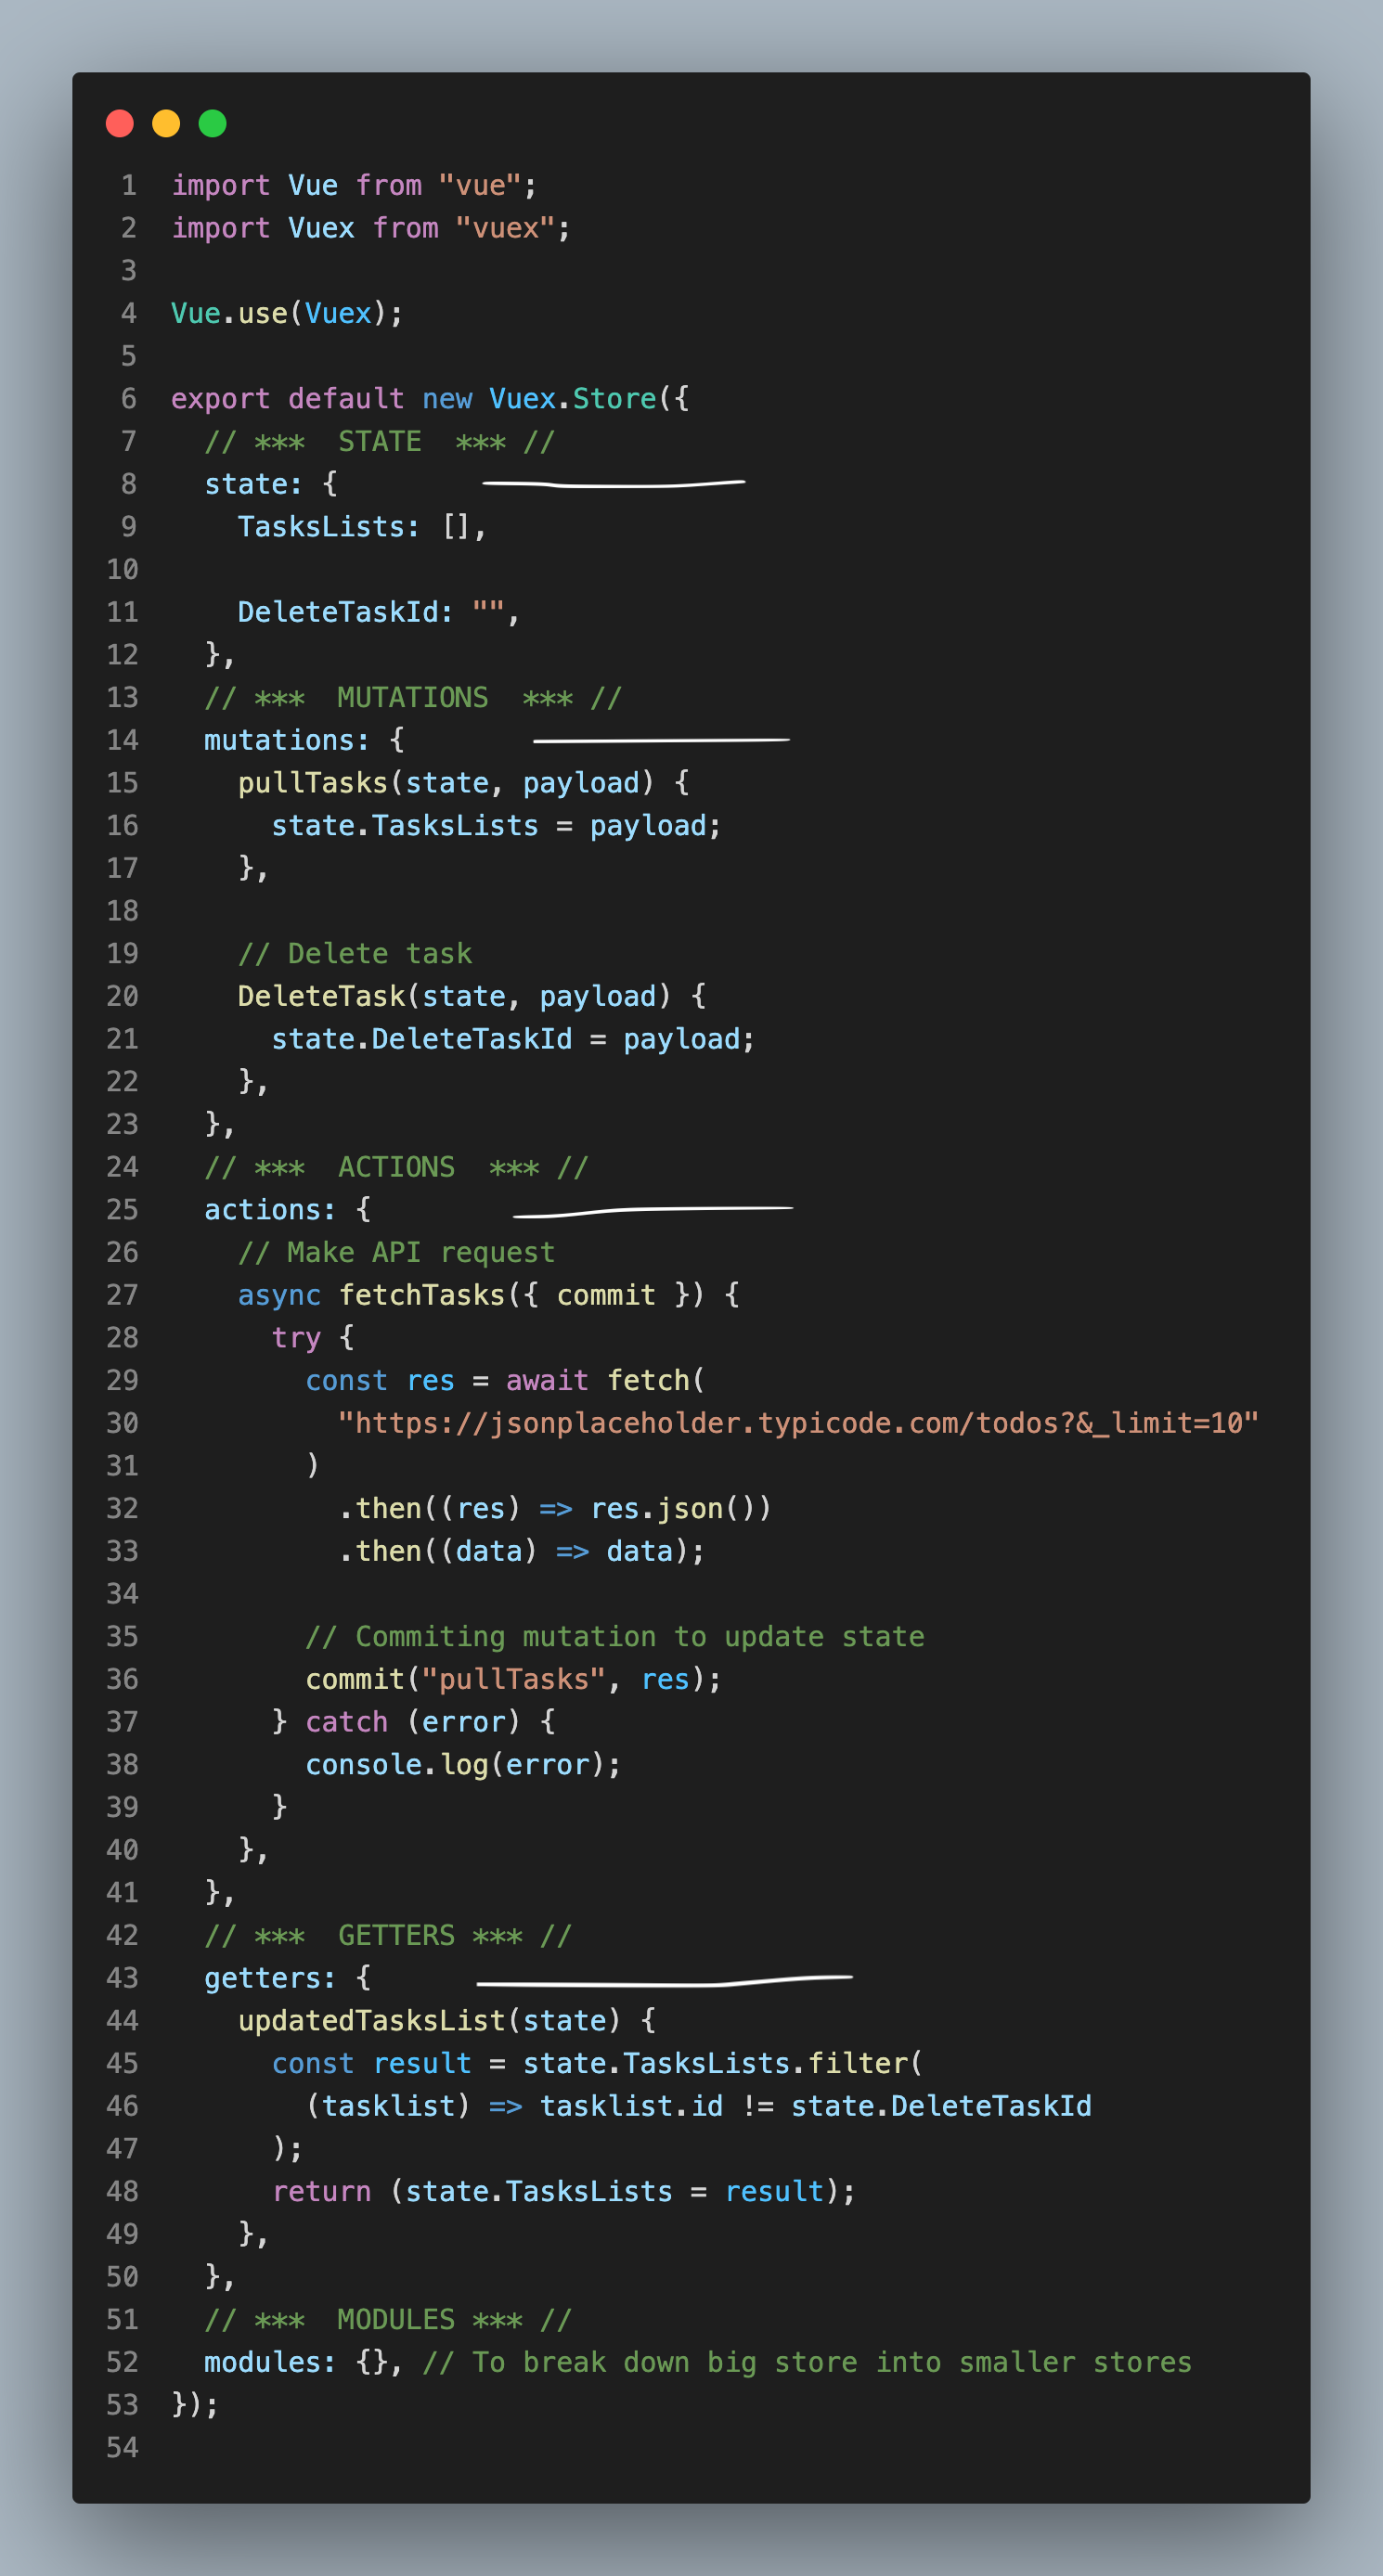 1 import Vue from "vue";
2 import Vuex from "vuex";
3
4 Vue.use(Vuex);
5
6 export default new Vuex.Store({
7   // ***  STATE  *** //
8   state: {
9     TasksLists: [],
10
11     DeleteTaskId: "",
12   },
13   // ***  MUTATIONS  *** //
14   mutations: {
15     pullTasks(state, payload) {
16       state.TasksLists = payload;
17     },
18
19     // Delete task
20     DeleteTask(state, payload) {
21       state.DeleteTaskId = payload;
22     },
23   },
24   // ***  ACTIONS  *** //
25   actions: {
26     // Make API request
27     async fetchTasks({ commit }) {
28       try {
29         const res = await fetch(
30           "https://jsonplaceholder.typicode.com/todos?&_limit=10"
31         )
32           .then((res) => res.json())
33           .then((data) => data);
34
35         // Commiting mutation to update state
36         commit("pullTasks", res);
37       } catch (error) {
38         console.log(error);
39       }
40     },
41   },
42   // ***  GETTERS *** //
43   getters: {
44     updatedTasksList(state) {
45       const result = state.TasksLists.filter(
46         (tasklist) => tasklist.id != state.DeleteTaskId
47       );
48       return (state.TasksLists = result);
49     },
50   },
51   // ***  MODULES *** //
52   modules: {}, // To break down big store into smaller stores
53 });
54